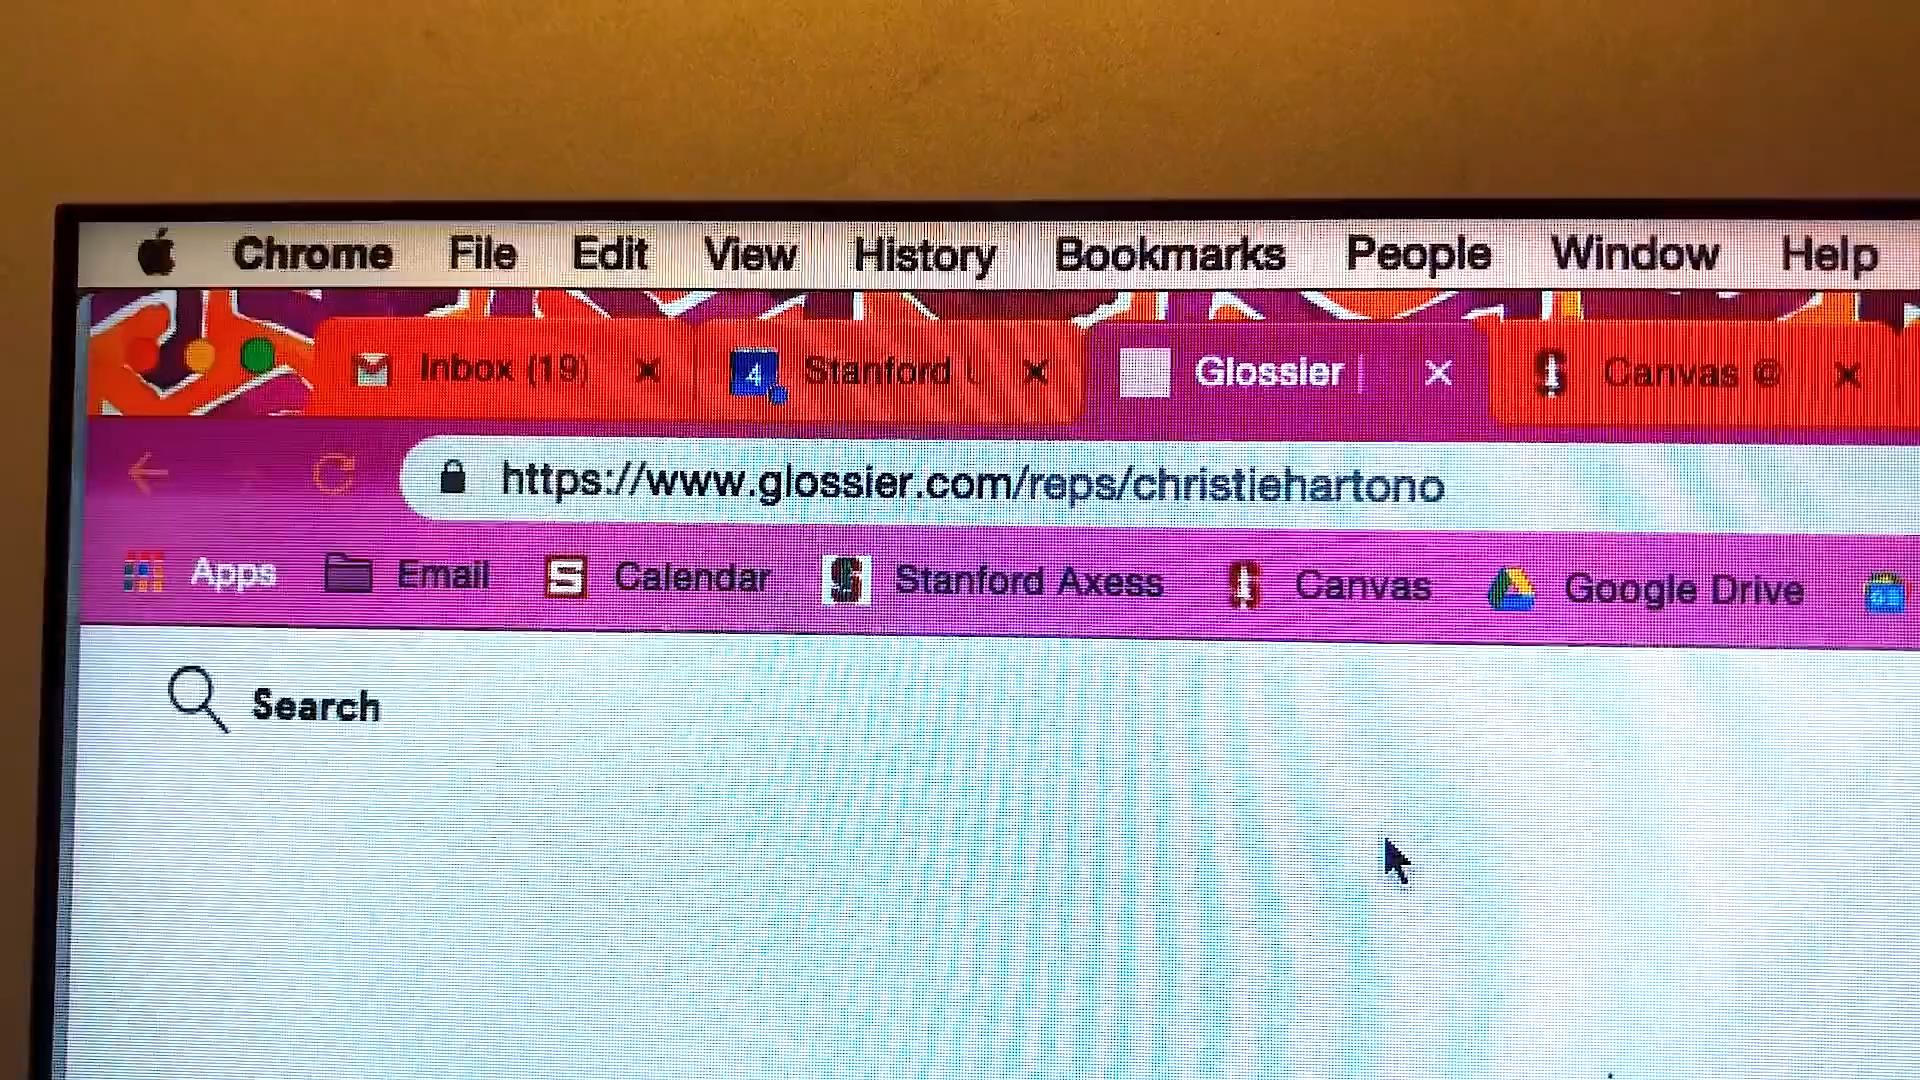 Chrome File Edit View History Bookmarks People Window Help
Inbox (19) 4 Stanford Glossier Canvas @
https://www.glossier.com/reps/christiehartono
Apps Email S Calendar S Stanford Axess Canvas Google Drive
Search